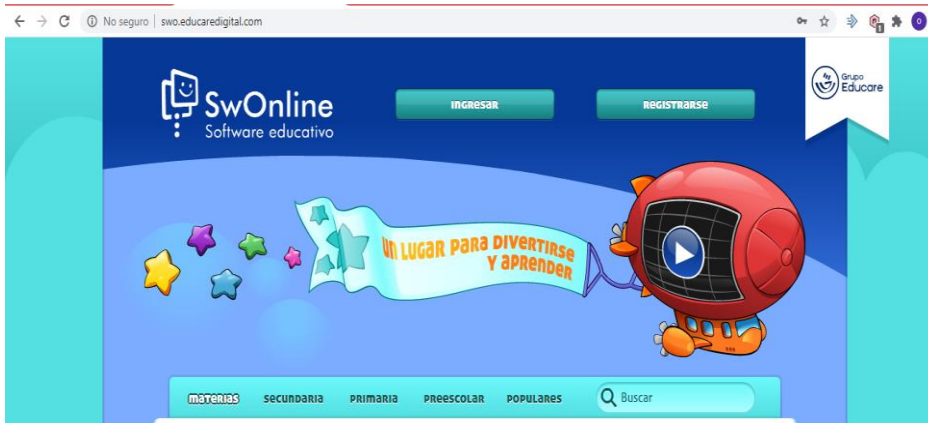 No seguro | swo.educaredigital.com
SwOnline
Software educativo
INGRESAR
REGISTRARSE
Grupo
Educare
UN LUGAR PARA DIVERTIRSE
Y APRENDER
MATERIAS SECUNDARIA PRIMARIA PREESCOLAR POPULARES Buscar